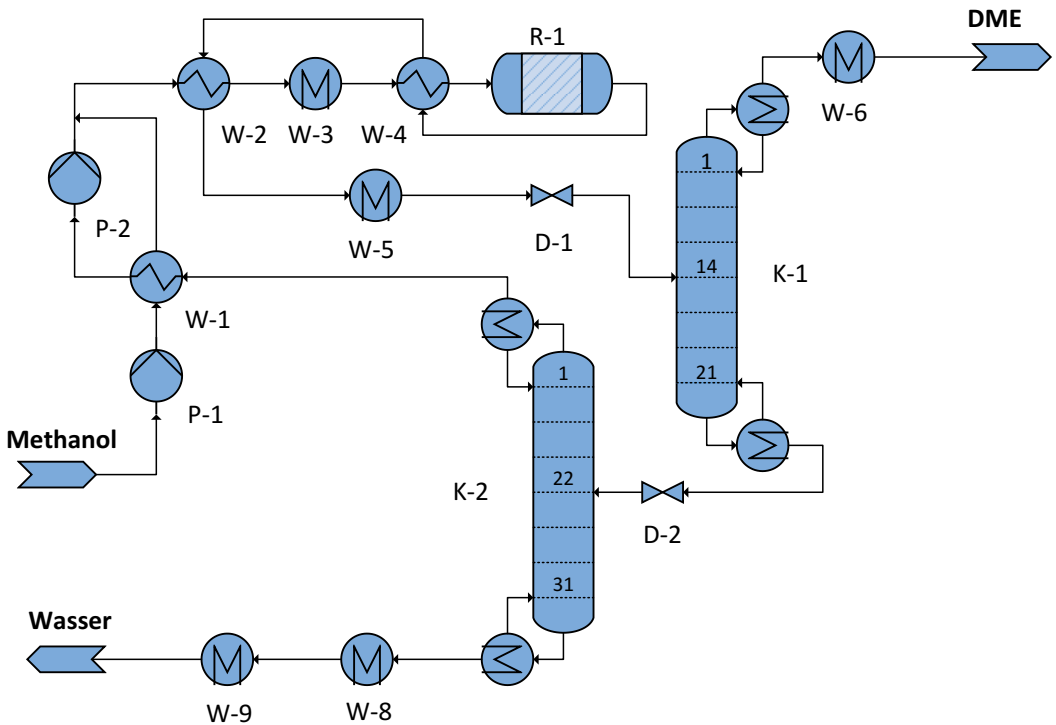 DME
R-1
W-6
W-2
W-3
W-4
1
P-2
W-5
D-1
14
K-1
W-1
21
1
P-1
Methanol
K-2
22
D-2
31
Wasser
W-9
W-8